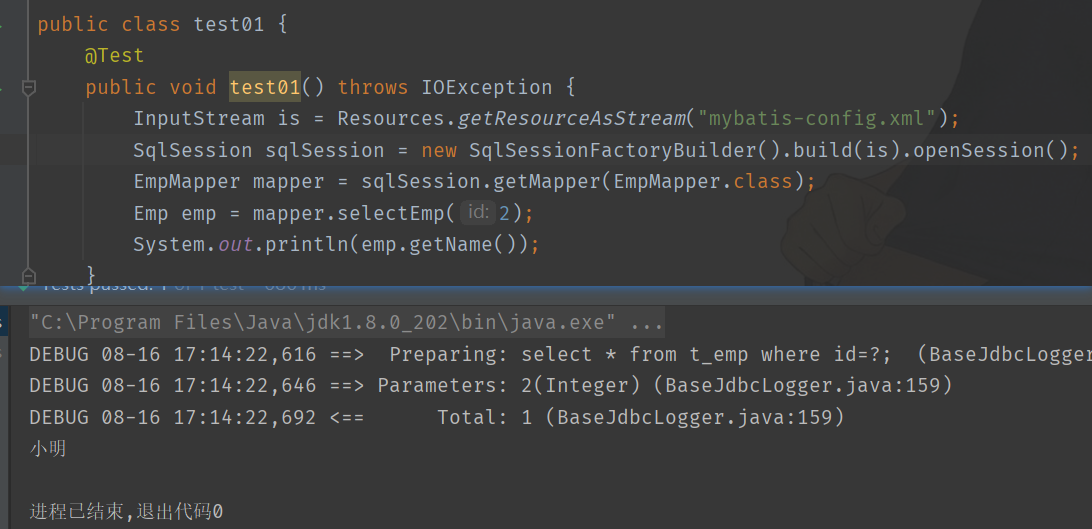 public class test01 {
@Test
public void test01() throws IOException {
InputStream is = Resources.getResourceAsStream("mybatis-config.xml");
SqlSession sqlSession = new SqlSessionFactoryBuilder().build(is).openSession();
EmpMapper mapper = sqlSession.getMapper(EmpMapper.class);
Emp emp = mapper.selectEmp( id: 2);
System.out.println(emp.getName());
}
"C:\Program Files\Java\jdk1.8.0_202\bin\java.exe" ...
DEBUG 08-16 17:14:22,616 ==>  Preparing: select * from t_emp where id=?;  (BaseJdbcLogger
DEBUG 08-16 17:14:22,646 ==> Parameters: 2(Integer) (BaseJdbcLogger.java:159)
DEBUG 08-16 17:14:22,692 <==      Total: 1 (BaseJdbcLogger.java:159)
小明
进程已结束,退出代码0